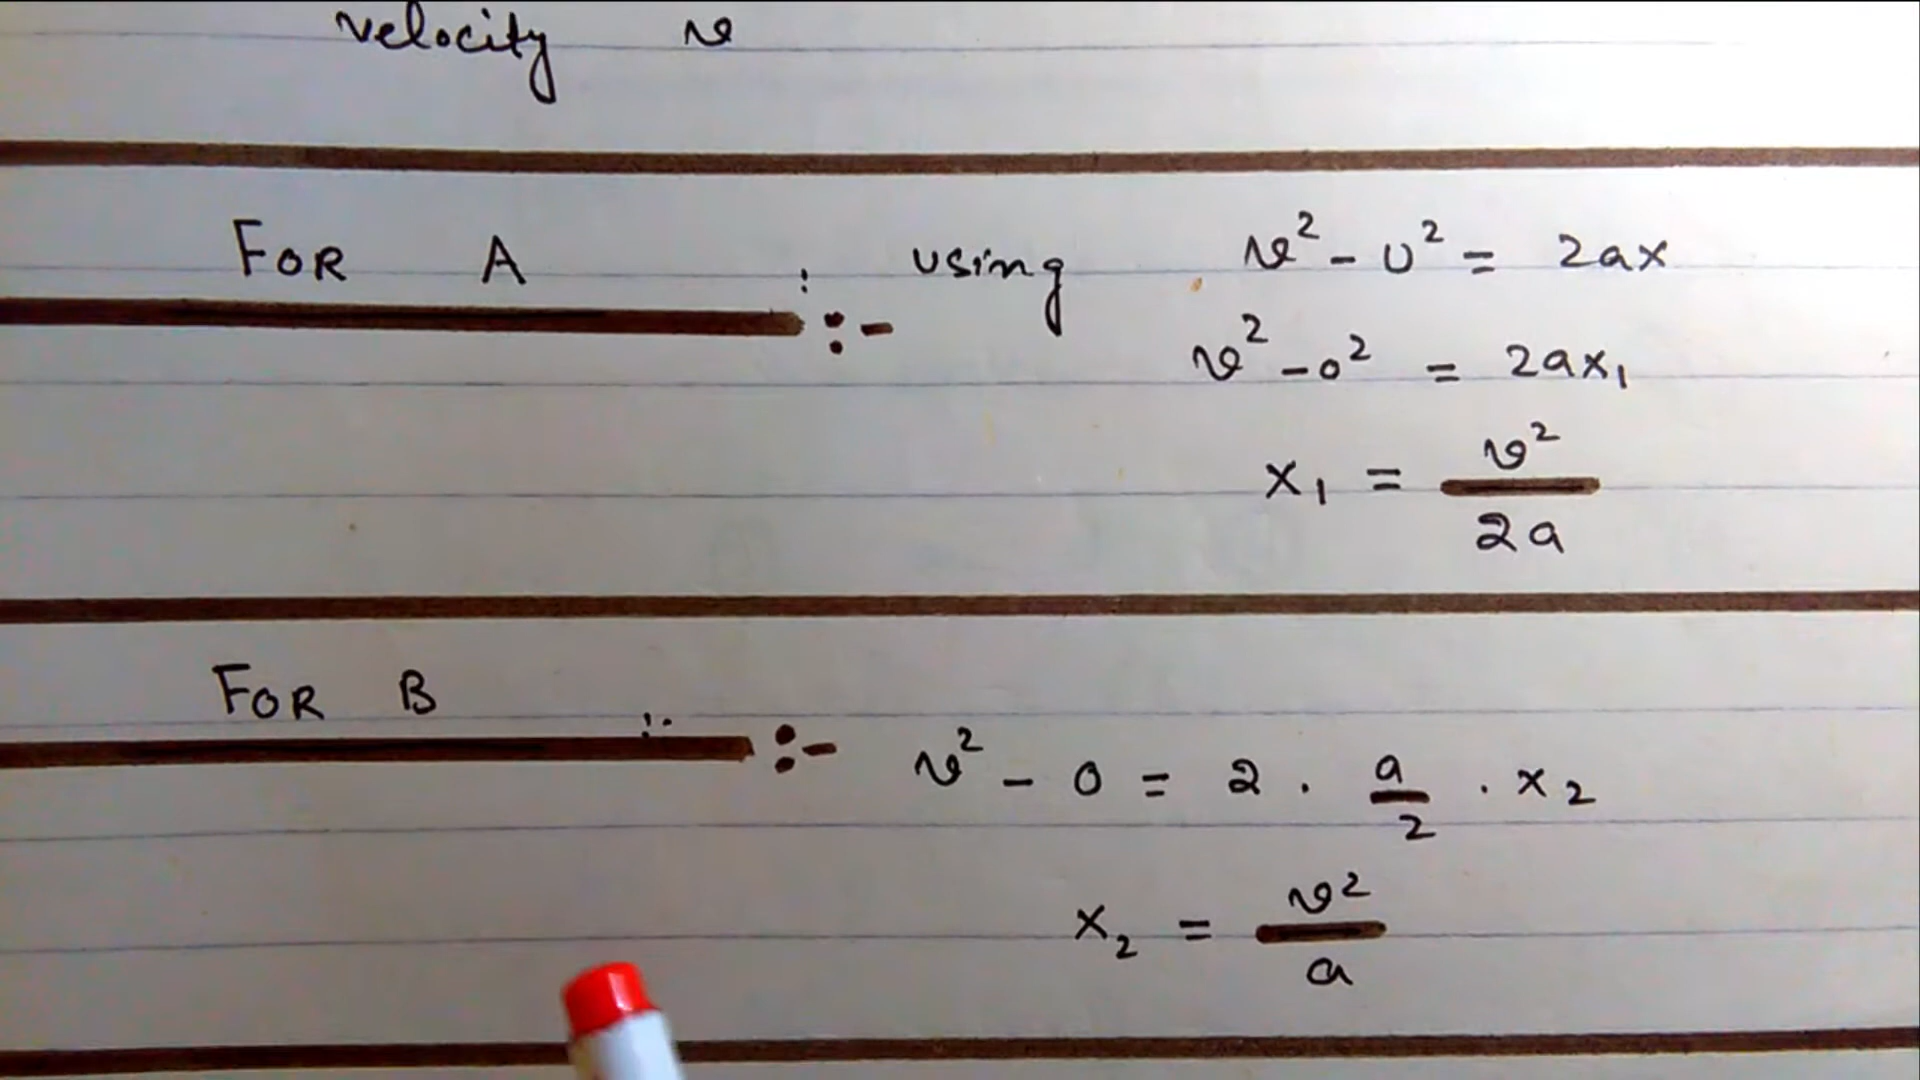 velocity v
FOR A :- using v² - u² = 2ax
v² - 0² = 2ax₁
x₁ = v² / 2a
FOR B :- v² - 0 = 2 . a/2 . x₂
x₂ = v² / a